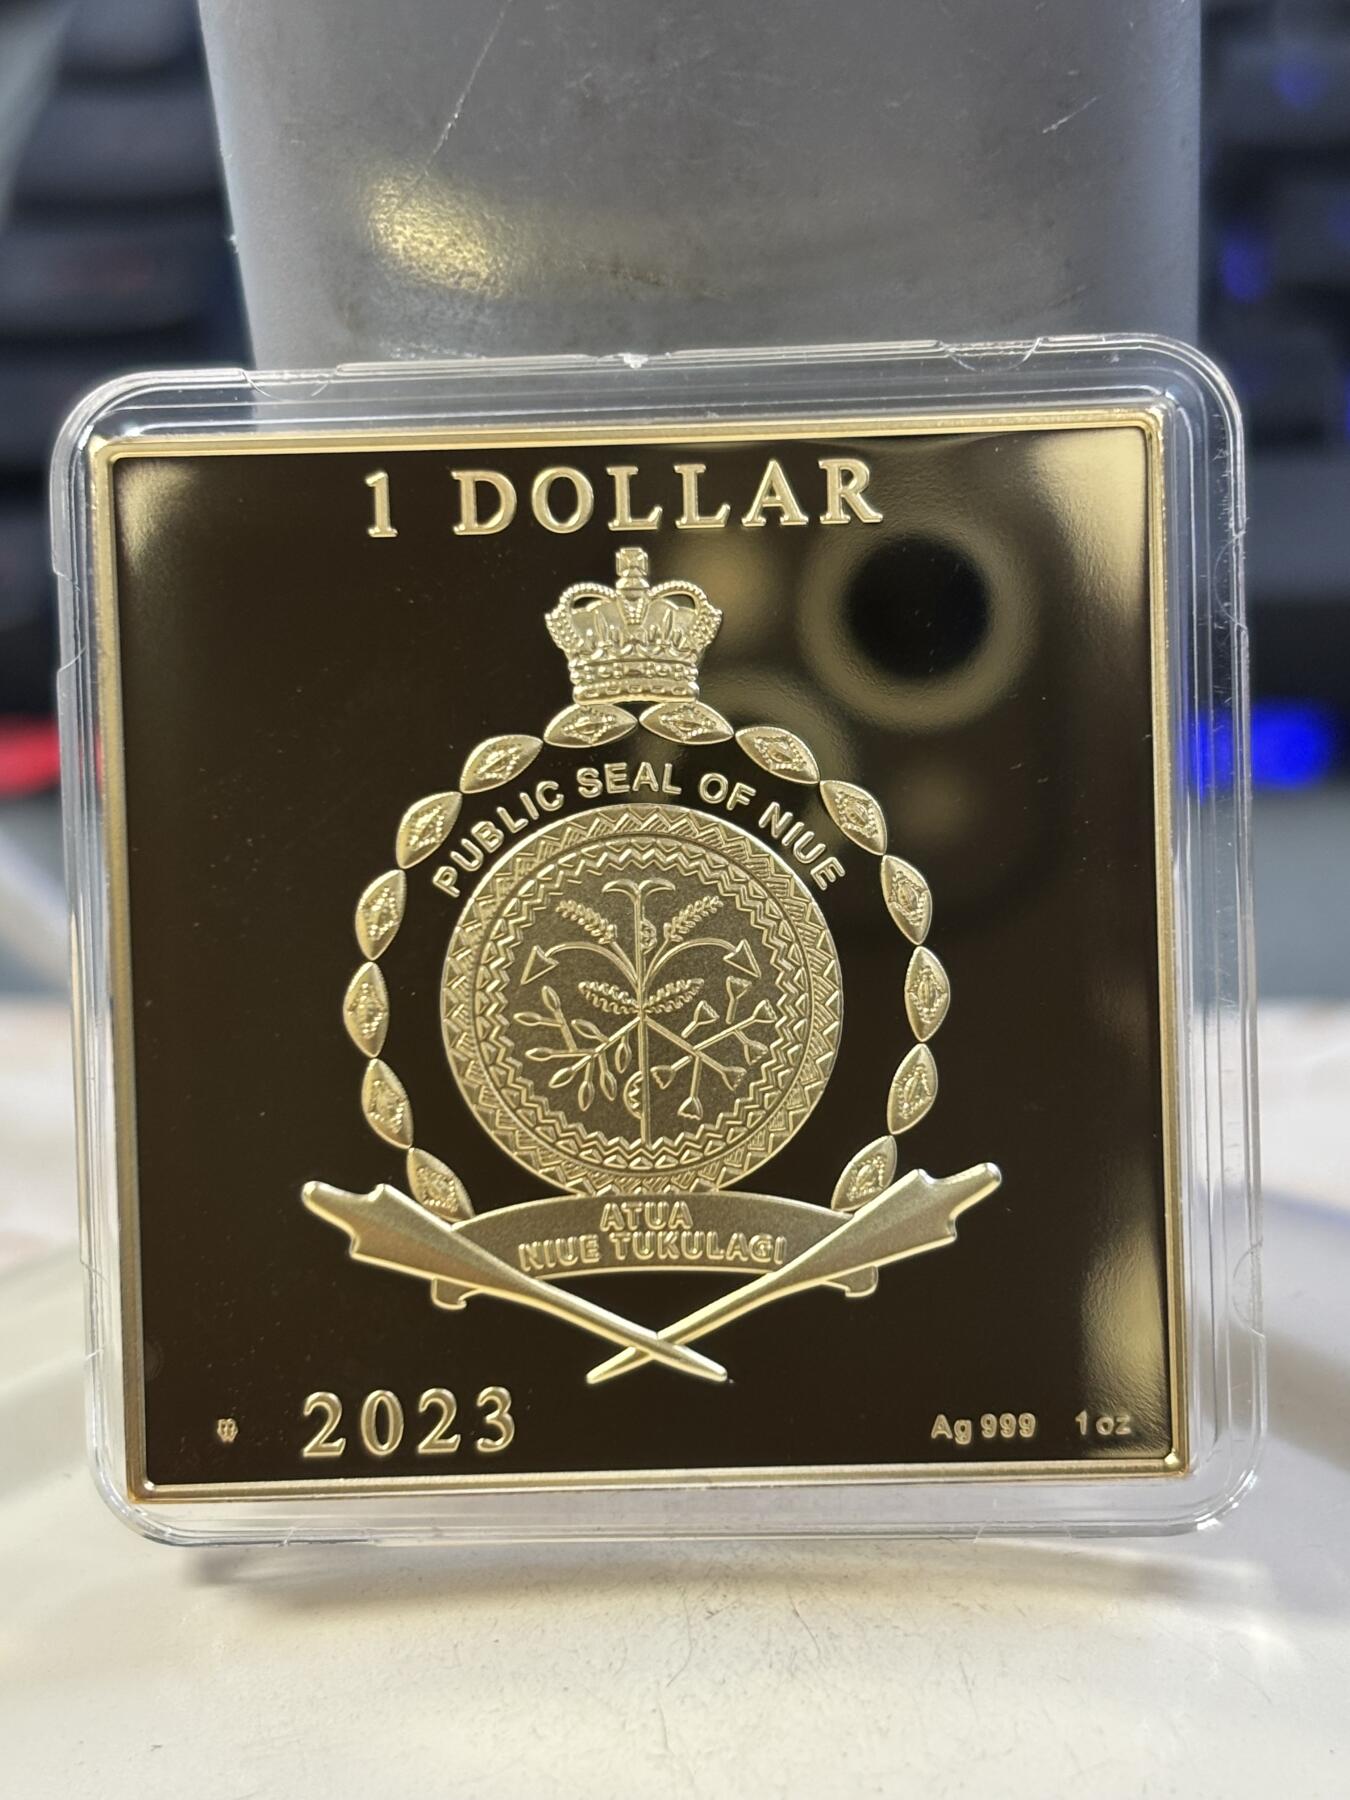 1 DOLLAR
PUBLIC SEAL OF NIUE
ATUA
NIUE TUKULAGI
2023
Ag 999 1 oz